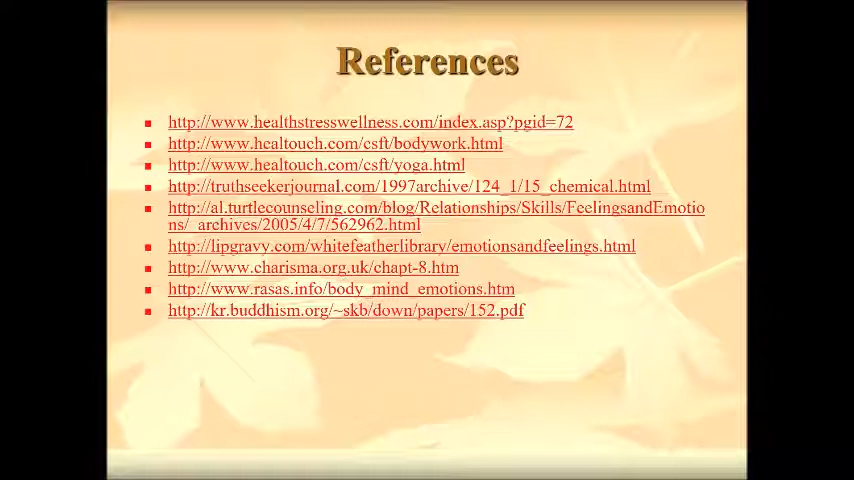 References
http://www.healthstresswellness.com/index.asp?pgid=72
http://www.healtouch.com/csft/bodywork.html
http://www.healtouch.com/csft/yoga.html
http://truthseekerjournal.com/1997archive/124_1/15_chemical.html
http://al.turtlecounseling.com/blog/Relationships/Skills/FeelingsandEmotio
ns/_archives/2005/4/7/562962.html
http://lipgravy.com/whitefeatherlibrary/emotionsandfeelings.html
http://www.charisma.org.uk/chapt-8.htm
http://www.rasas.info/body_mind_emotions.htm
http://kr.buddhism.org/~skb/down/papers/152.pdf